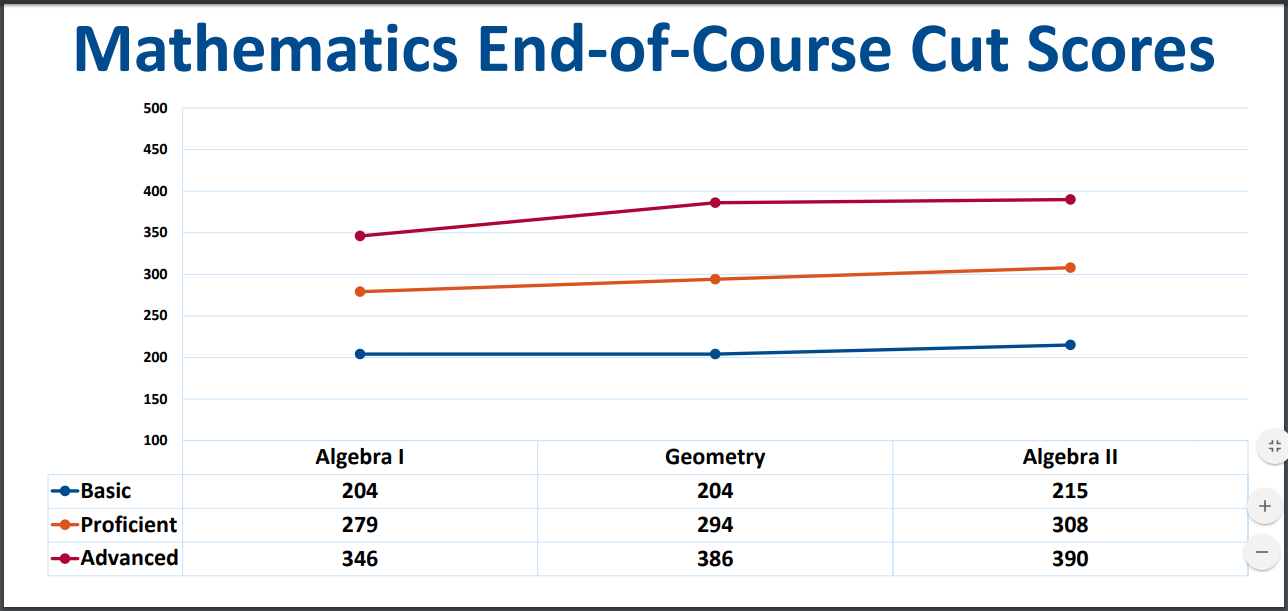 Mathematics End-of-Course Cut Scores
500
450
400
350
300
250
200
150
100
Algebra I Geometry Algebra II
Basic 204 204 215
Proficient 279 294 308
Advanced 346 386 390